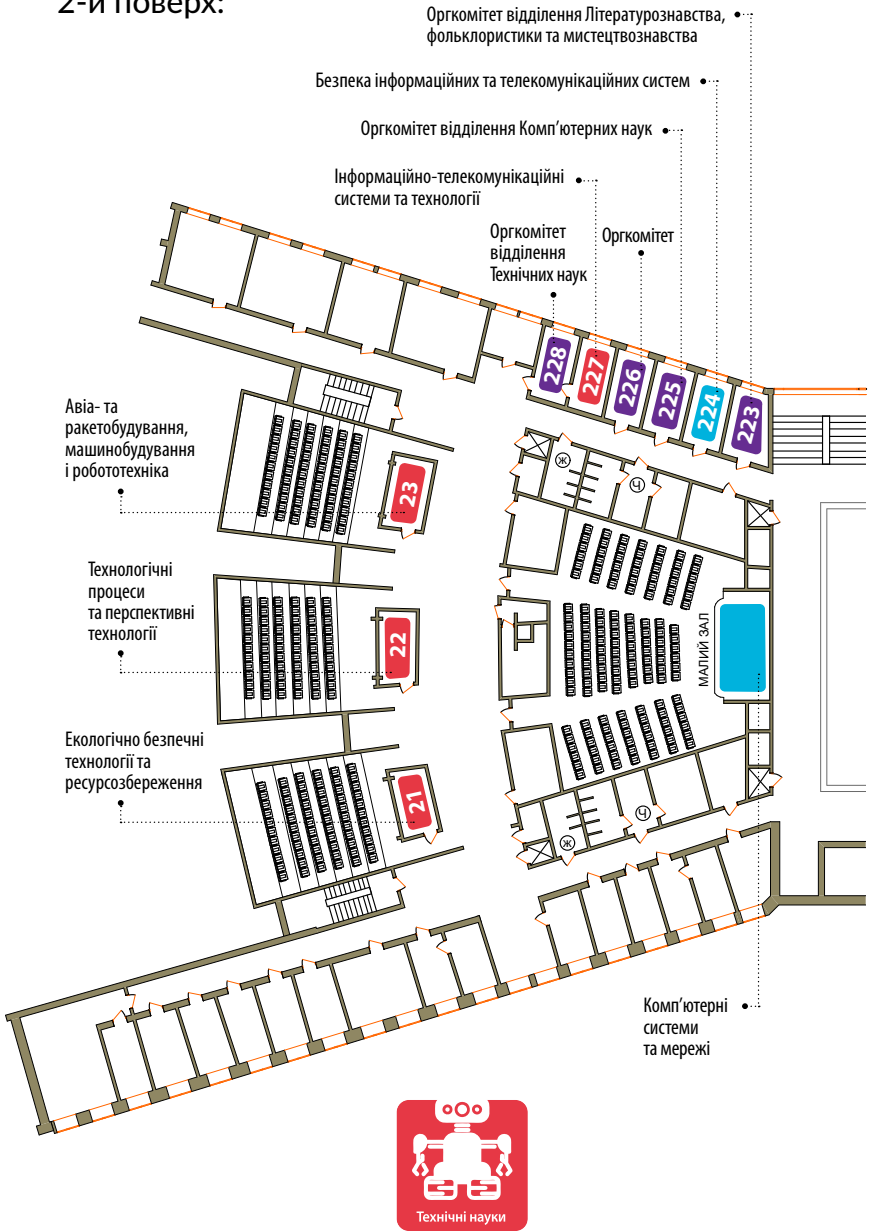 2-й поверх:
Оргкомітет відділення Літературознавства,
фольклористики та мистецтвознавства
Безпека інформаційних та телекомунікаційних систем
Оргкомітет відділення Комп’ютерних наук
Інформаційно-телекомунікаційні
системи та технології
Оргкомітет
відділення
Технічних наук
Оргкомітет
228
227
226
225
224
223
Авіа- та
ракетобудування,
машинобудування
і робототехніка
23
Ж
Ч
Технологічні
процеси
та перспективні
технології
22
МАЛИЙ ЗАЛ
Екологічно безпечні
технології та
ресурсозбереження
21
Ж
Ч
Комп’ютерні
системи
та мережі
Технічні науки